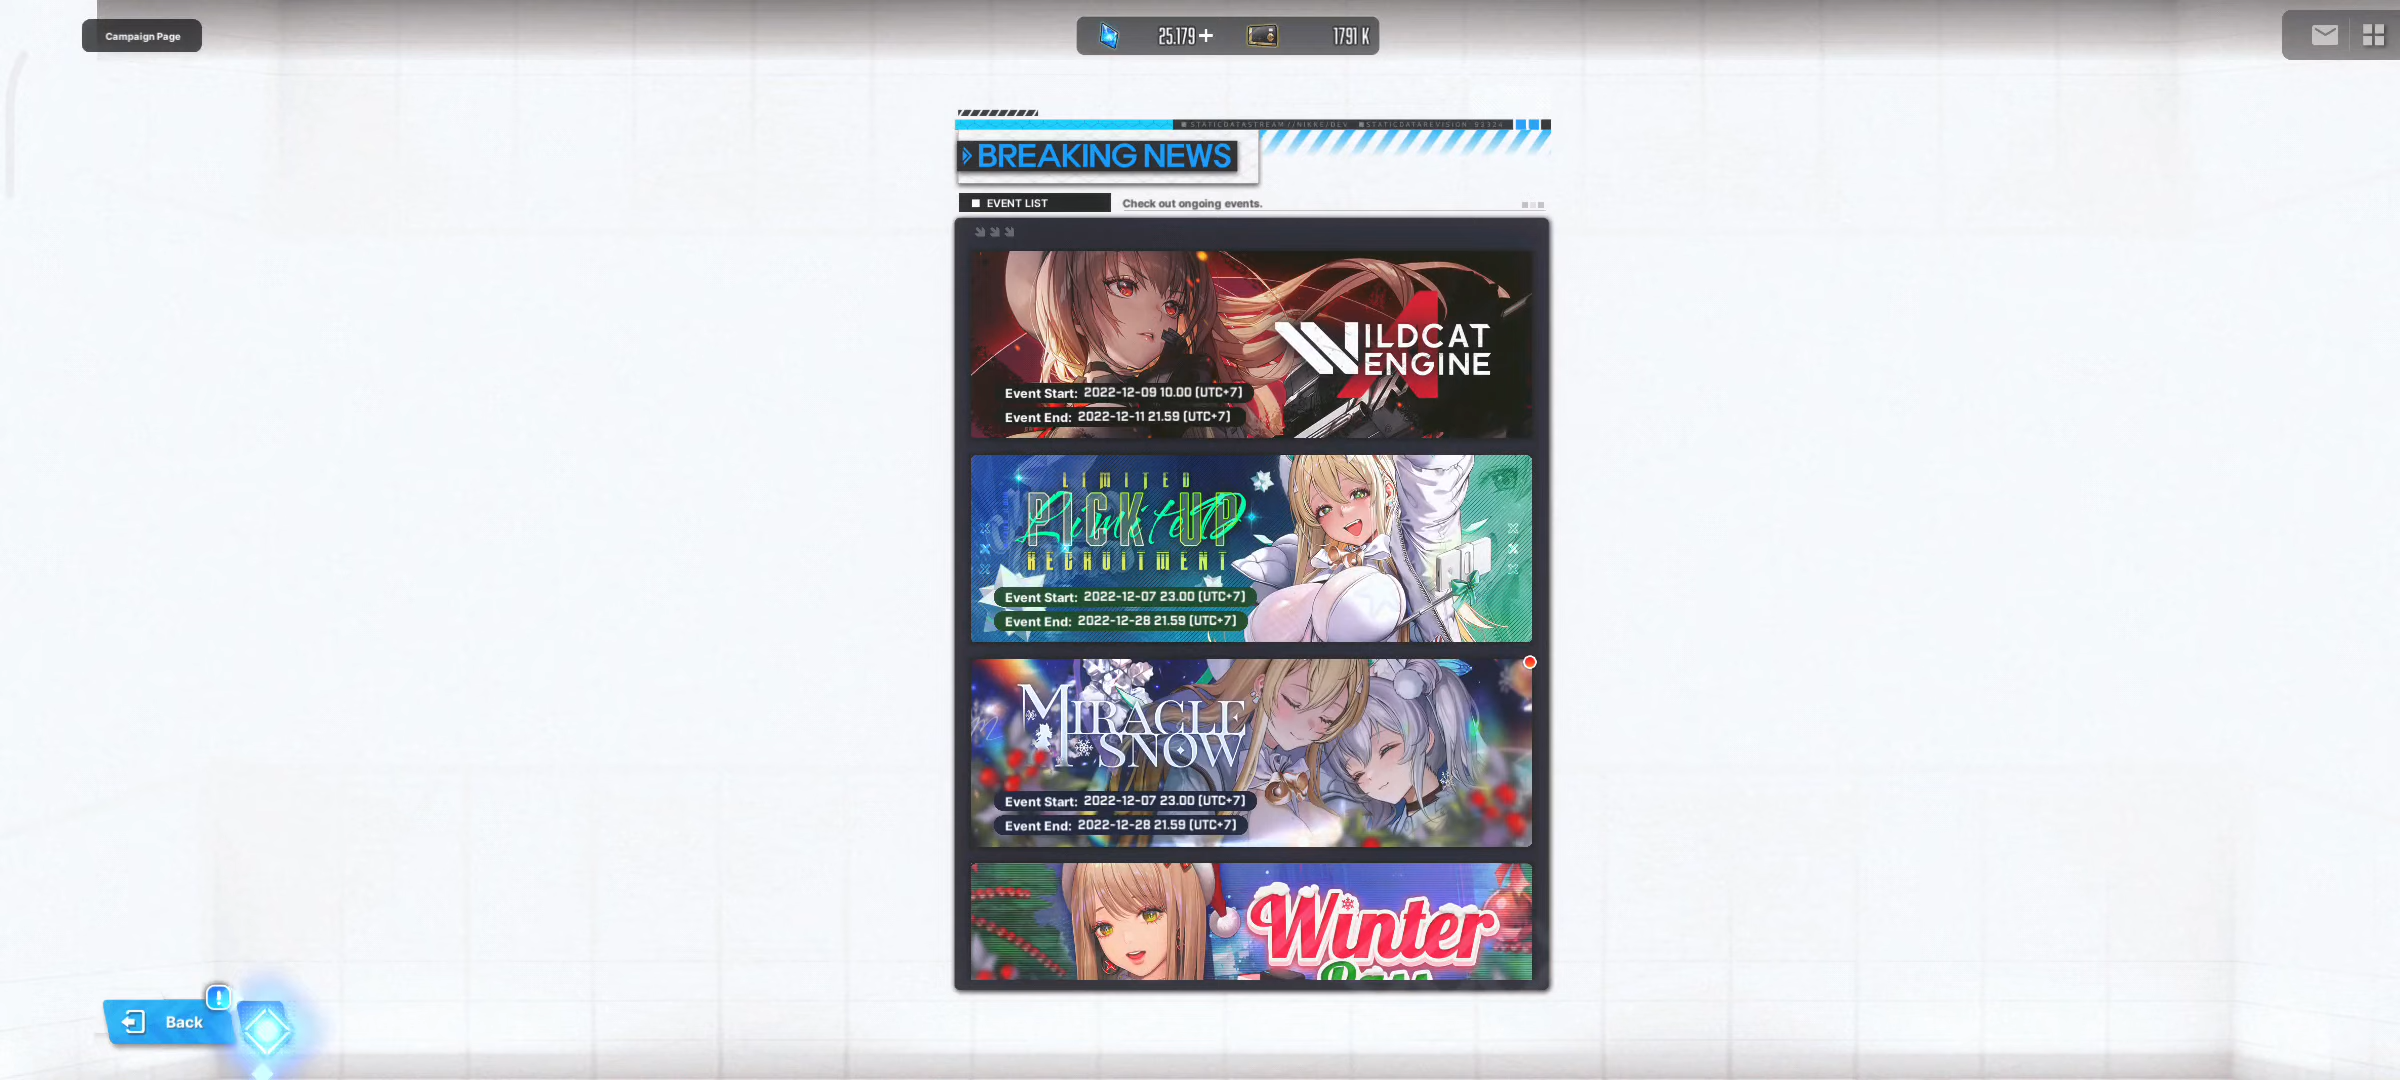 Campaign Page
25.179
1791 K
STATICDATASTREAM://NIKKE/DEV
BREAKING NEWS
EVENT LIST
Check out ongoing events.
WILDCAT
ENGINE
Event Start: 2022-12-09 10.00 (UTC+7)
Event End: 2022-12-11 21.59 (UTC+7)
LIMITED
PICK UP
Limited
RECRUITMENT
Event Start: 2022-12-07 23.00 (UTC+7)
Event End: 2022-12-28 21.59 (UTC+7)
MIRACLE
SNOW
Event Start: 2022-12-07 23.00 (UTC+7)
Event End: 2022-12-28 21.59 (UTC+7)
Winter
Back